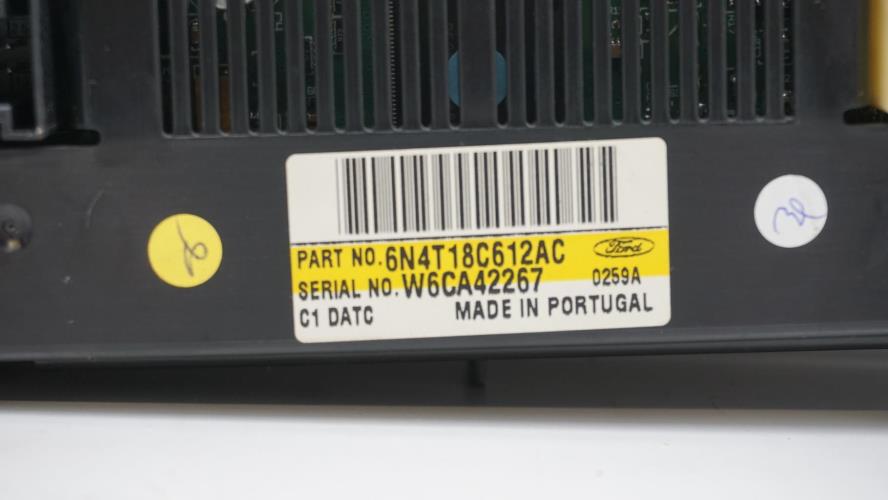 PART NO. 6N4T18C612AC Ford
SERIAL NO. W6CA42267 0259A
C1 DATC MADE IN PORTUGAL